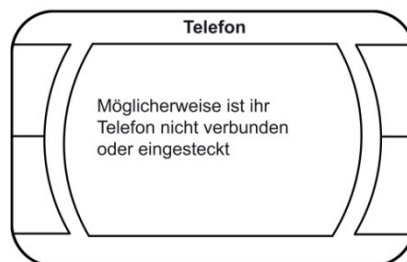 Telefon
Möglicherweise ist ihr
Telefon nicht verbunden
oder eingesteckt